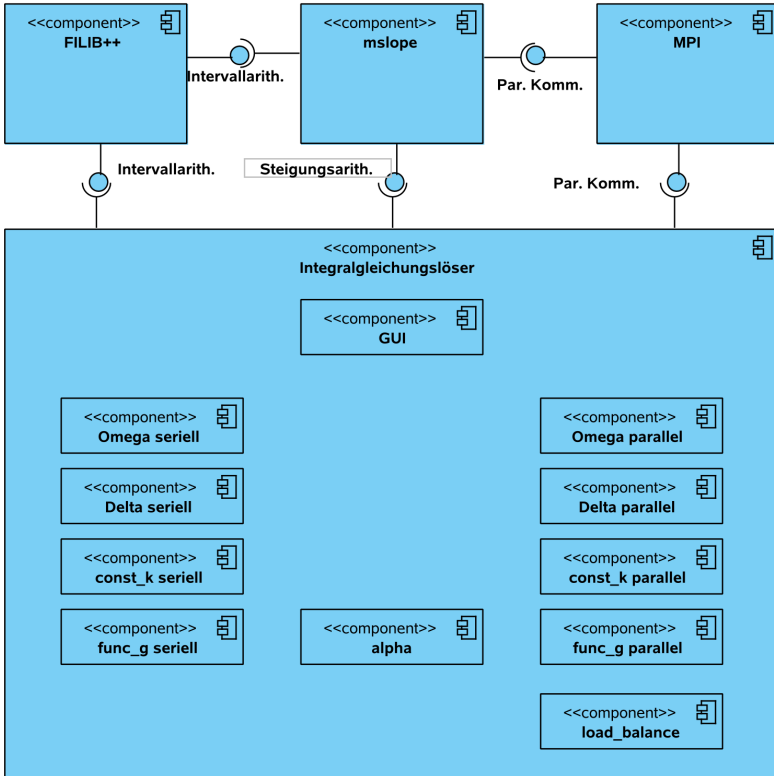 <<component>>
FILIB++
<<component>>
mslope
<<component>>
MPI
Intervallarith.
Par. Komm.
Intervallarith.
Steigungsarith.
Par. Komm.
<<component>>
Integralgleichungslöser
<<component>>
GUI
<<component>>
Omega seriell
<<component>>
Omega parallel
<<component>>
Delta seriell
<<component>>
Delta parallel
<<component>>
const_k seriell
<<component>>
const_k parallel
<<component>>
func_g seriell
<<component>>
alpha
<<component>>
func_g parallel
<<component>>
load_balance